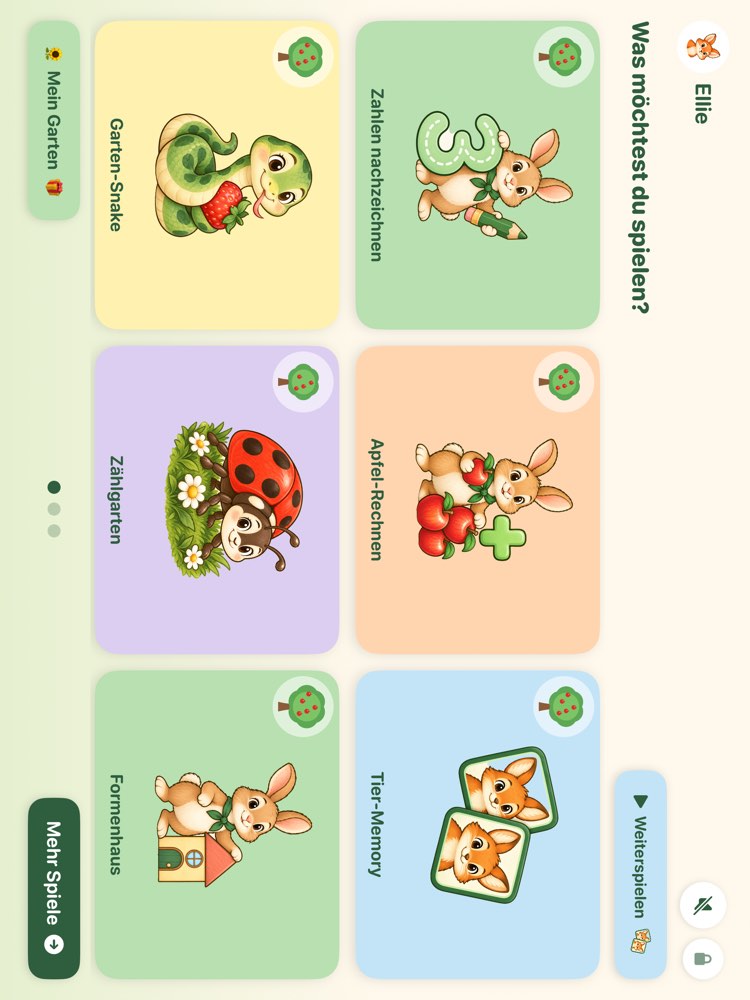 Ellie
Was möchtest du spielen?
Weiterspielen
Zahlen nachzeichnen
3
Apfel-Rechnen
Tier-Memory
Garten-Snake
Zählgarten
Formenhaus
Mein Garten
Mehr Spiele